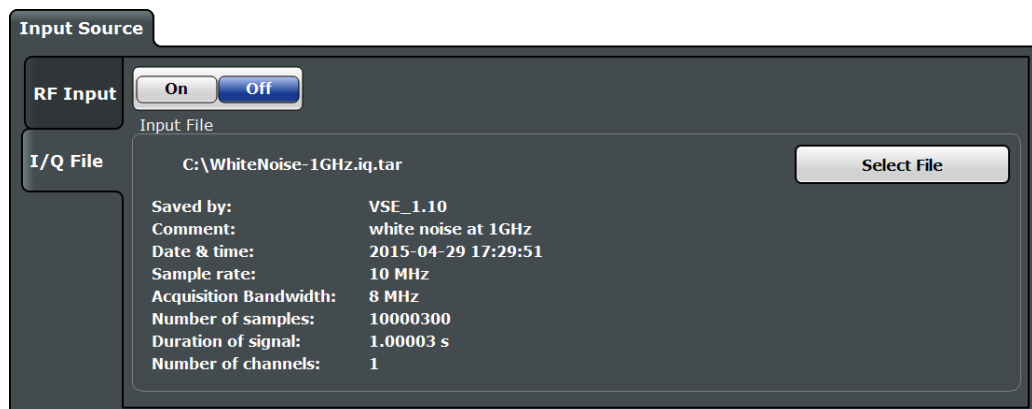 Input Source
RF Input
On Off
Input File
I/Q File
C:\WhiteNoise-1GHz.iq.tar
Select File
Saved by: VSE_1.10
Comment: white noise at 1GHz
Date & time: 2015-04-29 17:29:51
Sample rate: 10 MHz
Acquisition Bandwidth: 8 MHz
Number of samples: 10000300
Duration of signal: 1.00003 s
Number of channels: 1